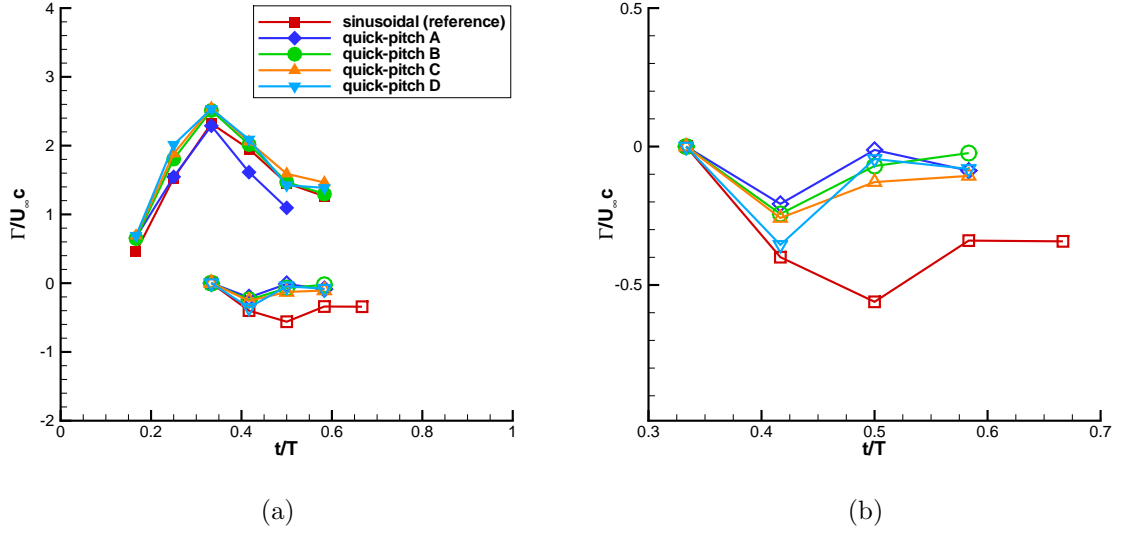 4
3
2
1
0
-1
-2
Γ/U∞ c
sinusoidal (reference)
quick-pitch A
quick-pitch B
quick-pitch C
quick-pitch D
0 0.2 0.4 0.6 0.8 1
t/T
(a)
0.5
0
-0.5
Γ/U∞ c
0.3 0.4 0.5 0.6 0.7
t/T
(b)